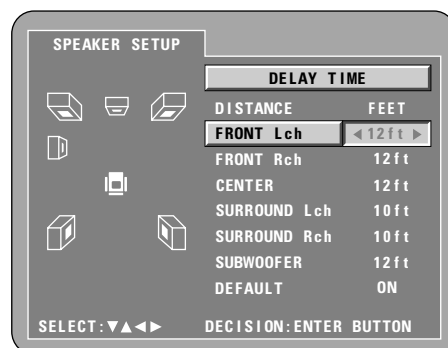 SPEAKER SETUP
DELAY TIME
DISTANCE FEET
FRONT Lch ◀12ft▶
FRONT Rch 12ft
CENTER 12ft
SURROUND Lch 10ft
SURROUND Rch 10ft
SUBWOOFER 12ft
DEFAULT ON
SELECT:▼▲◀▶ DECISION:ENTER BUTTON